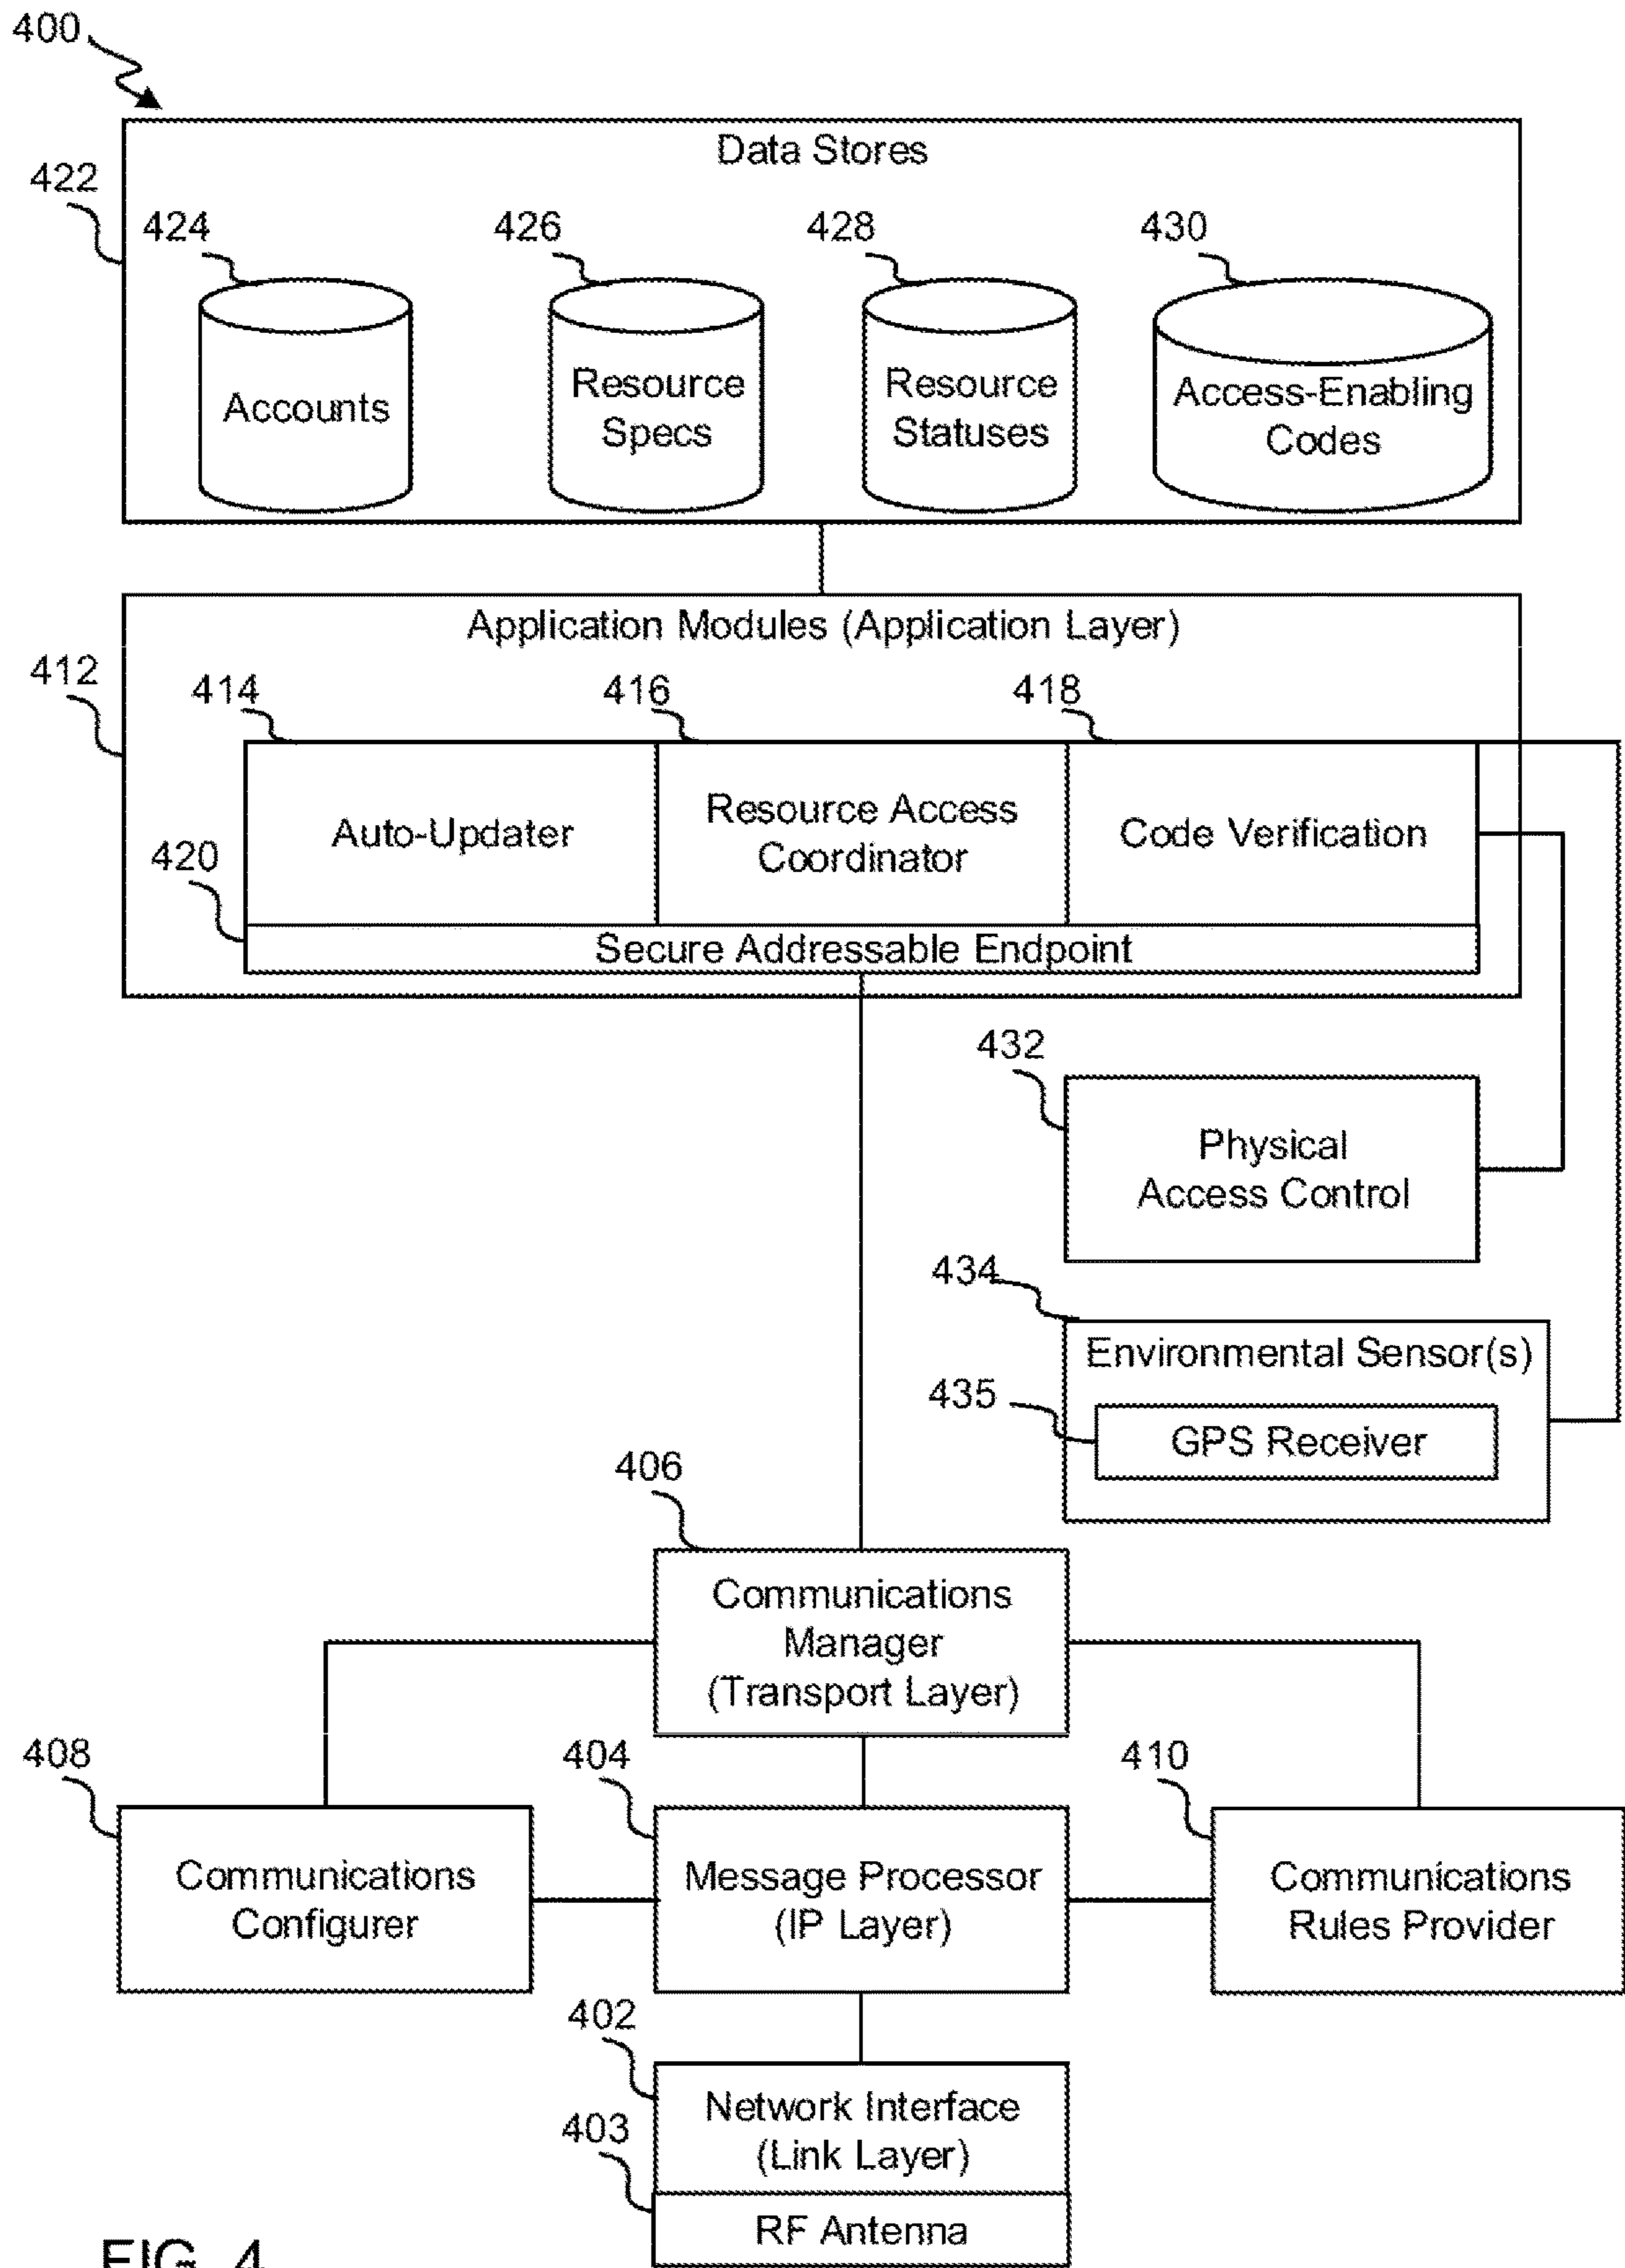 400
Data Stores
422
424
426
428
430
Accounts
Resource
Specs
Resource
Statuses
Access-Enabling
Codes
Application Modules (Application Layer)
412
414
416
418
Auto-Updater
Resource Access
Coordinator
Code Verification
420
Secure Addressable Endpoint
432
Physical
Access Control
434
Environmental Sensor(s)
435
GPS Receiver
406
Communications
Manager
(Transport Layer)
408
404
410
Communications
Configurer
Message Processor
(IP Layer)
Communications
Rules Provider
402
Network Interface
(Link Layer)
403
RF Antenna
FIG. 4